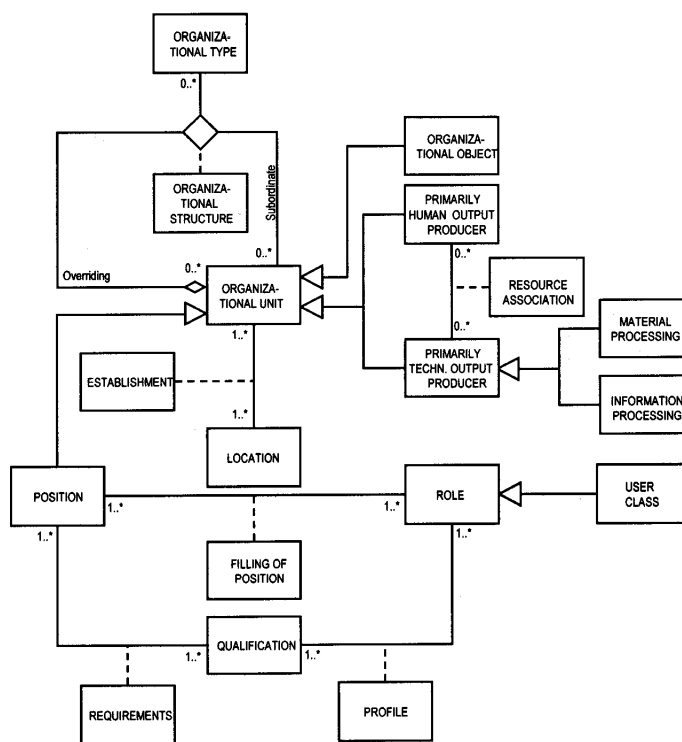 ORGANIZA-
TIONAL TYPE
0..*
ORGANIZA-
TIONAL OBJECT
ORGANIZA-
TIONAL
STRUCTURE
Subordinate
PRIMARILY
HUMAN OUTPUT
PRODUCER
0..*
0..*
Overriding
0..*
ORGANIZA-
TIONAL UNIT
RESOURCE
ASSOCIATION
0..*
1..*
MATERIAL
PROCESSING
PRIMARILY
TECHN. OUTPUT
PRODUCER
ESTABLISHMENT
INFORMATION
PROCESSING
1..*
LOCATION
POSITION
ROLE
USER
CLASS
1..*
1..*
1..*
1..*
FILLING OF
POSITION
QUALIFICATION
1..*
1..*
REQUIREMENTS
PROFILE